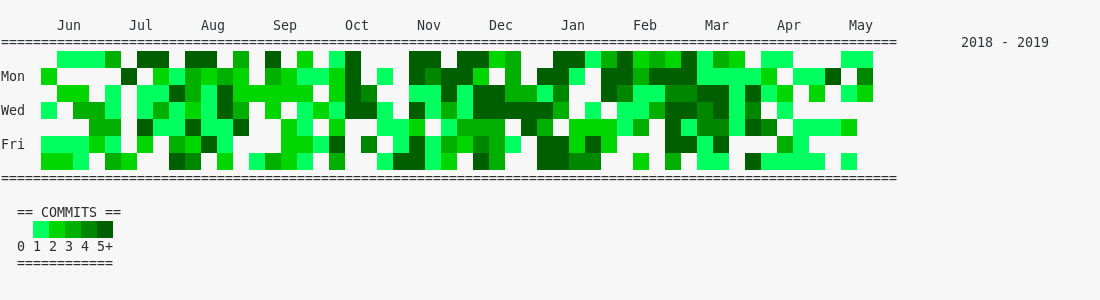 Jun Jul Aug Sep Oct Nov Dec Jan Feb Mar Apr May
================================================================================================================ 2018 - 2019
Mon
Wed
Fri
================================================================================================================
== COMMITS ==
0 1 2 3 4 5+
============